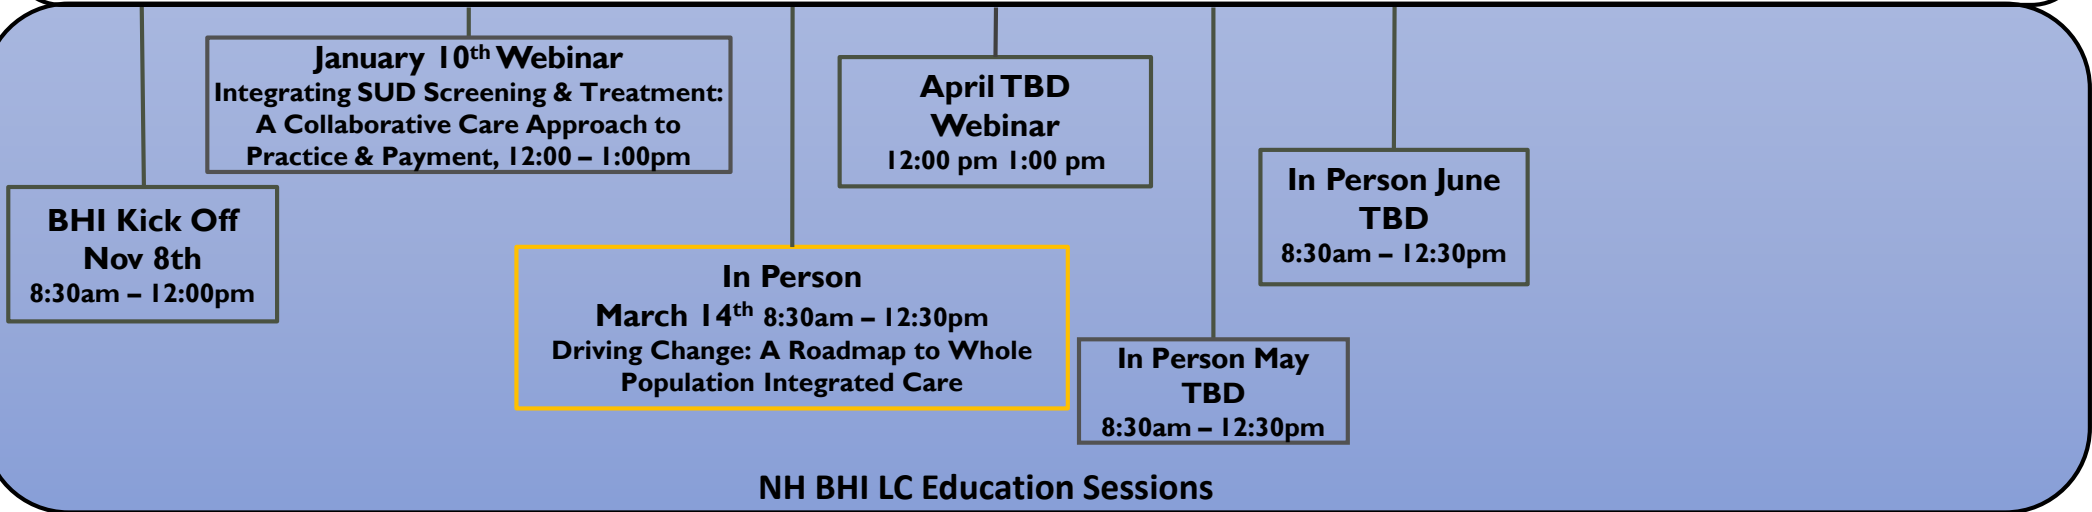 January 10th Webinar
Integrating SUD Screening & Treatment:
A Collaborative Care Approach to
Practice & Payment, 12:00 – 1:00pm
April TBD
Webinar
12:00 pm 1:00 pm
In Person June
TBD
8:30am – 12:30pm
BHI Kick Off
Nov 8th
8:30am – 12:00pm
In Person
March 14th 8:30am – 12:30pm
Driving Change: A Roadmap to Whole
Population Integrated Care
In Person May
TBD
8:30am – 12:30pm
NH BHI LC Education Sessions